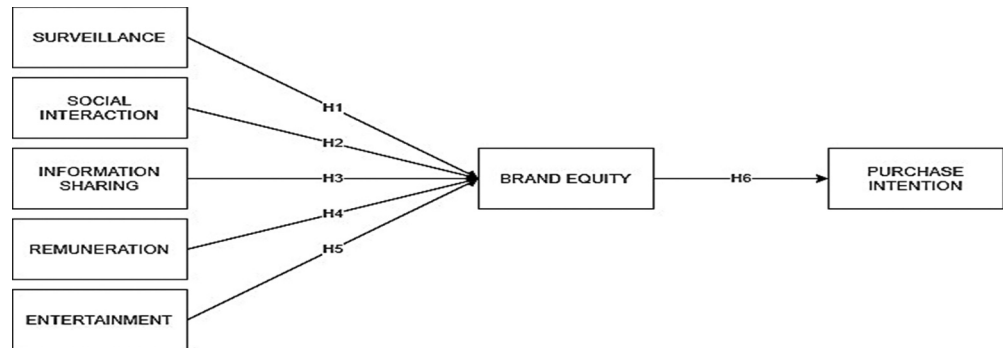 SURVEILLANCE
H1
SOCIAL
INTERACTION
H2
INFORMATION
SHARING
H3
BRAND EQUITY
H6
PURCHASE
INTENTION
H4
REMUNERATION
H5
ENTERTAINMENT